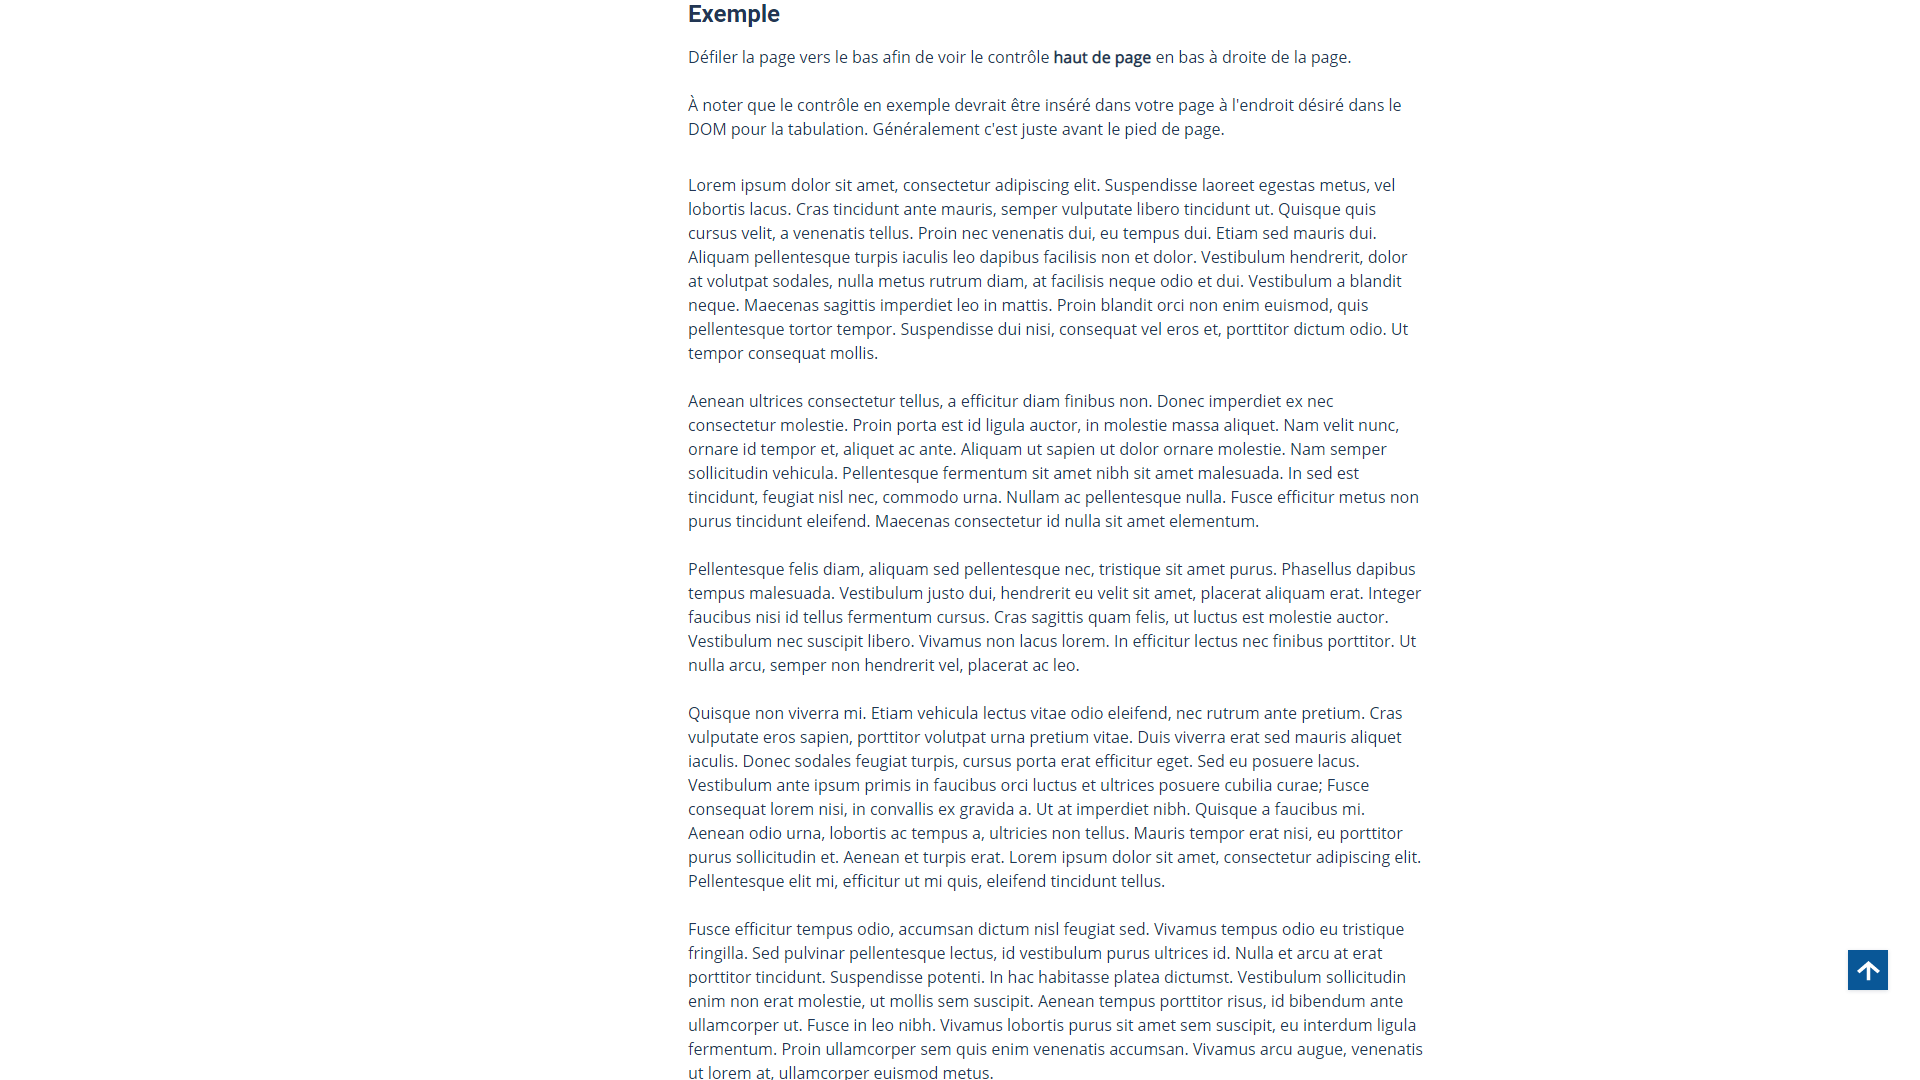 Exemple
Défiler la page vers le bas afin de voir le contrôle haut de page en bas à droite de la page.
À noter que le contrôle en exemple devrait être inséré dans votre page à l'endroit désiré dans le
DOM pour la tabulation. Généralement c'est juste avant le pied de page.
Lorem ipsum dolor sit amet, consectetur adipiscing elit. Suspendisse laoreet egestas metus, vel
lobortis lacus. Cras tincidunt ante mauris, semper vulputate libero tincidunt ut. Quisque quis
cursus velit, a venenatis tellus. Proin nec venenatis dui, eu tempus dui. Etiam sed mauris dui.
Aliquam pellentesque turpis iaculis leo dapibus facilisis non et dolor. Vestibulum hendrerit, dolor
at volutpat sodales, nulla metus rutrum diam, at facilisis neque odio et dui. Vestibulum a blandit
neque. Maecenas sagittis imperdiet leo in mattis. Proin blandit orci non enim euismod, quis
pellentesque tortor tempor. Suspendisse dui nisi, consequat vel eros et, porttitor dictum odio. Ut
tempor consequat mollis.
Aenean ultrices consectetur tellus, a efficitur diam finibus non. Donec imperdiet ex nec
consectetur molestie. Proin porta est id ligula auctor, in molestie massa aliquet. Nam velit nunc,
ornare id tempor et, aliquet ac ante. Aliquam ut sapien ut dolor ornare molestie. Nam semper
sollicitudin vehicula. Pellentesque fermentum sit amet nibh sit amet malesuada. In sed est
tincidunt, feugiat nisl nec, commodo urna. Nullam ac pellentesque nulla. Fusce efficitur metus non
purus tincidunt eleifend. Maecenas consectetur id nulla sit amet elementum.
Pellentesque felis diam, aliquam sed pellentesque nec, tristique sit amet purus. Phasellus dapibus
tempus malesuada. Vestibulum justo dui, hendrerit eu velit sit amet, placerat aliquam erat. Integer
faucibus nisi id tellus fermentum cursus. Cras sagittis quam felis, ut luctus est molestie auctor.
Vestibulum nec suscipit libero. Vivamus non lacus lorem. In efficitur lectus nec finibus porttitor. Ut
nulla arcu, semper non hendrerit vel, placerat ac leo.
Quisque non viverra mi. Etiam vehicula lectus vitae odio eleifend, nec rutrum ante pretium. Cras
vulputate eros sapien, porttitor volutpat urna pretium vitae. Duis viverra erat sed mauris aliquet
iaculis. Donec sodales feugiat turpis, cursus porta erat efficitur eget. Sed eu posuere lacus.
Vestibulum ante ipsum primis in faucibus orci luctus et ultrices posuere cubilia curae; Fusce
consequat lorem nisi, in convallis ex gravida a. Ut at imperdiet nibh. Quisque a faucibus mi.
Aenean odio urna, lobortis ac tempus a, ultricies non tellus. Mauris tempor erat nisi, eu porttitor
purus sollicitudin et. Aenean et turpis erat. Lorem ipsum dolor sit amet, consectetur adipiscing elit.
Pellentesque elit mi, efficitur ut mi quis, eleifend tincidunt tellus.
Fusce efficitur tempus odio, accumsan dictum nisl feugiat sed. Vivamus tempus odio eu tristique
fringilla. Sed pulvinar pellentesque lectus, id vestibulum purus ultrices id. Nulla et arcu at erat
porttitor tincidunt. Suspendisse potenti. In hac habitasse platea dictumst. Vestibulum sollicitudin
enim non erat molestie, ut mollis sem suscipit. Aenean tempus porttitor risus, id bibendum ante
ullamcorper ut. Fusce in leo nibh. Vivamus lobortis purus sit amet sem suscipit, eu interdum ligula
fermentum. Proin ullamcorper sem quis enim venenatis accumsan. Vivamus arcu augue, venenatis
ut lorem at, ullamcorper euismod metus.